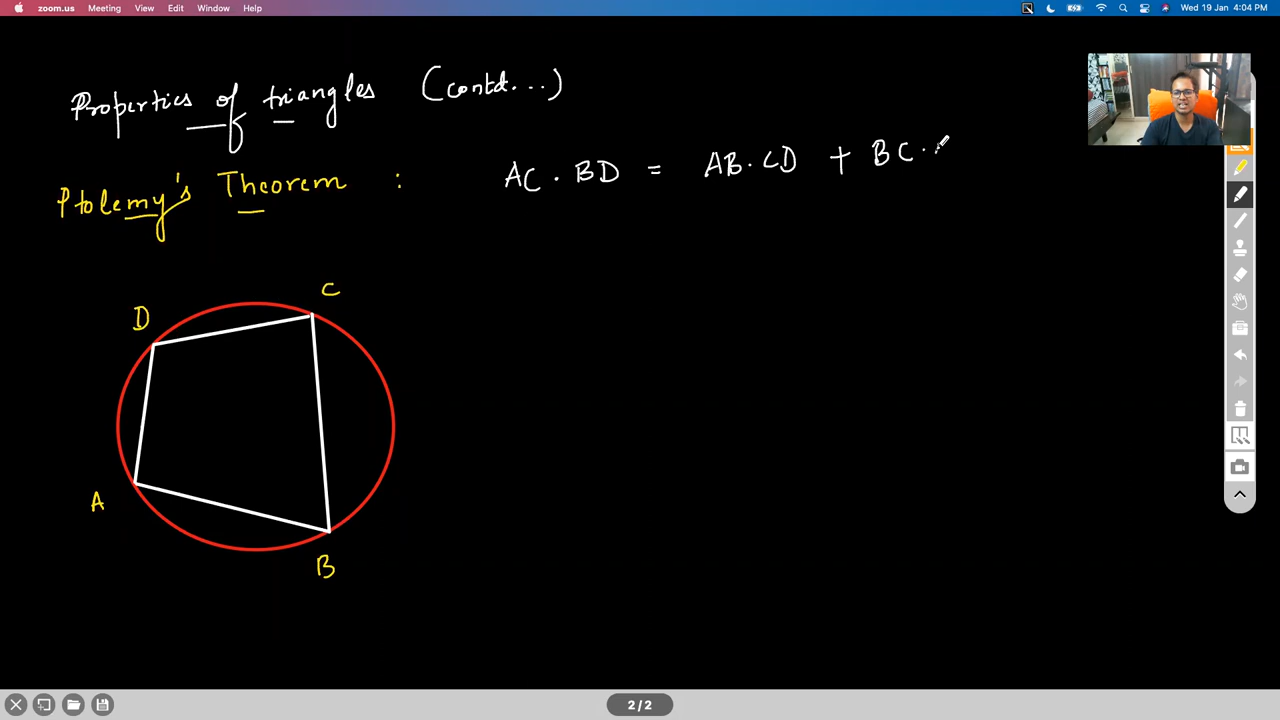 zoom.us Meeting View Edit Window Help Wed 19 Jan 4:04 PM
Properties of triangles (contd...)
Ptolemy's Theorem : AC · BD = AB · CD + BC ·
C
D
A
B
2/2